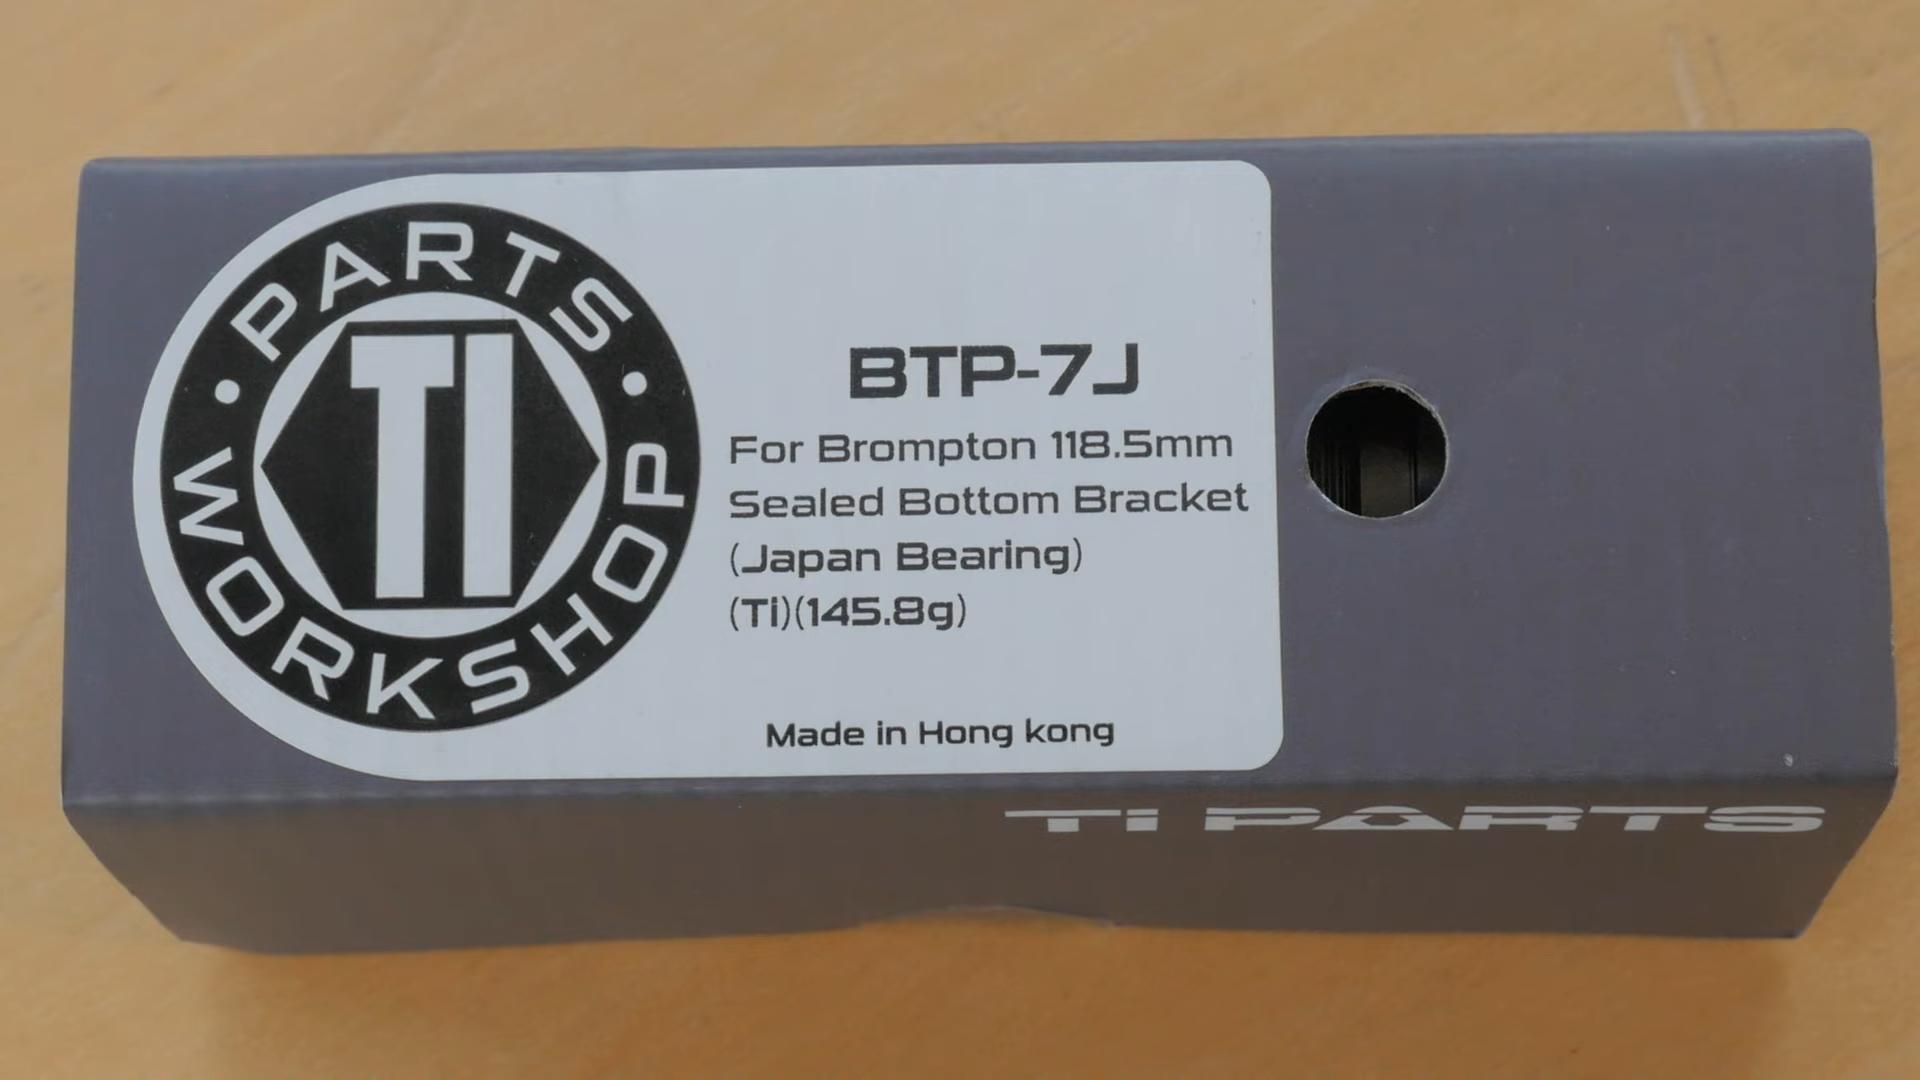 PARTS
TI
WORKSHOP
BTP-7J
For Brompton 118.5mm
Sealed Bottom Bracket
(Japan Bearing)
(Ti)(145.8g)
Made in Hong kong
Ti PARTS